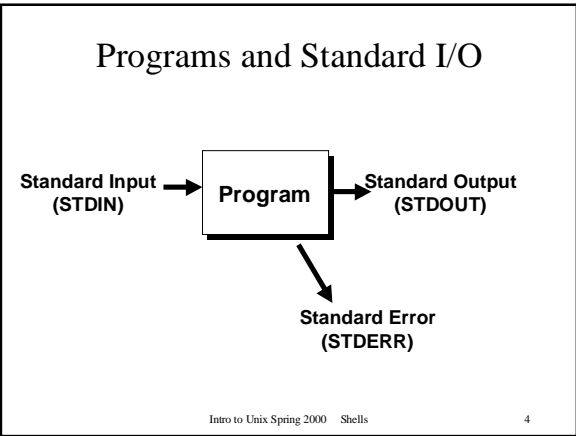 Programs and Standard I/O
Standard Input
(STDIN)
Program
Standard Output
(STDOUT)
Standard Error
(STDERR)
Intro to Unix Spring 2000 Shells 4